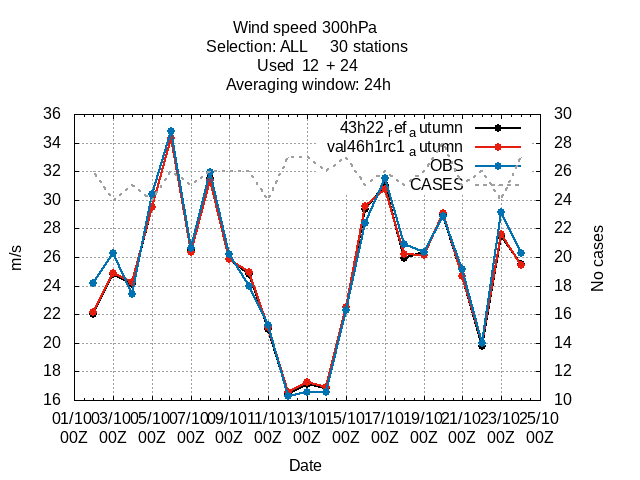 Wind speed 300hPa
Selection: ALL 30 stations
Used 12 + 24
Averaging window: 24h
36 30
34 43h22 ref a utumn 28
val46h1rc1 a utumn
32 OBS 26
30 CASES 24
28 22
26 20
24 18
22 16
20 14
18 12
16 10
m/s
No cases
01/10 03/10 05/10 07/10 09/10 11/10 13/10 15/10 17/10 19/10 21/10 23/10 25/10
00Z 00Z 00Z 00Z 00Z 00Z 00Z 00Z 00Z 00Z 00Z 00Z 00Z
Date